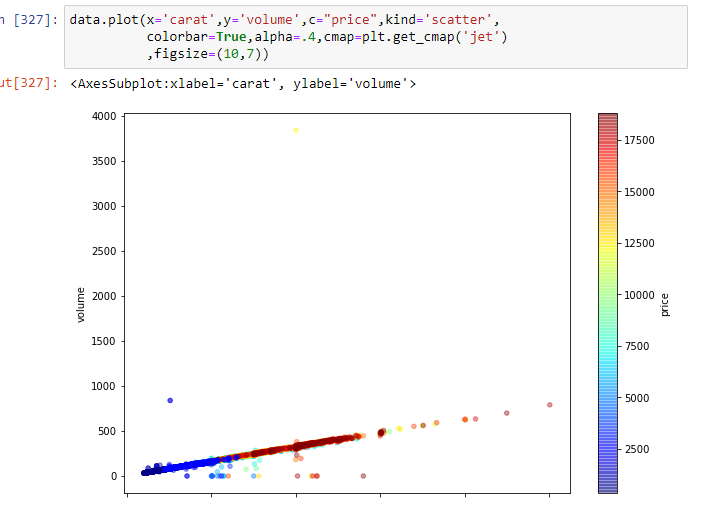 n [327]: data.plot(x='carat',y='volume',c="price",kind='scatter',
colorbar=True,alpha=.4,cmap=plt.get_cmap('jet')
,figsize=(10,7))
ut[327]: <AxesSubplot:xlabel='carat', ylabel='volume'>
4000
3500
3000
2500
2000
1500
1000
500
0
volume
17500
15000
12500
10000
7500
5000
2500
price